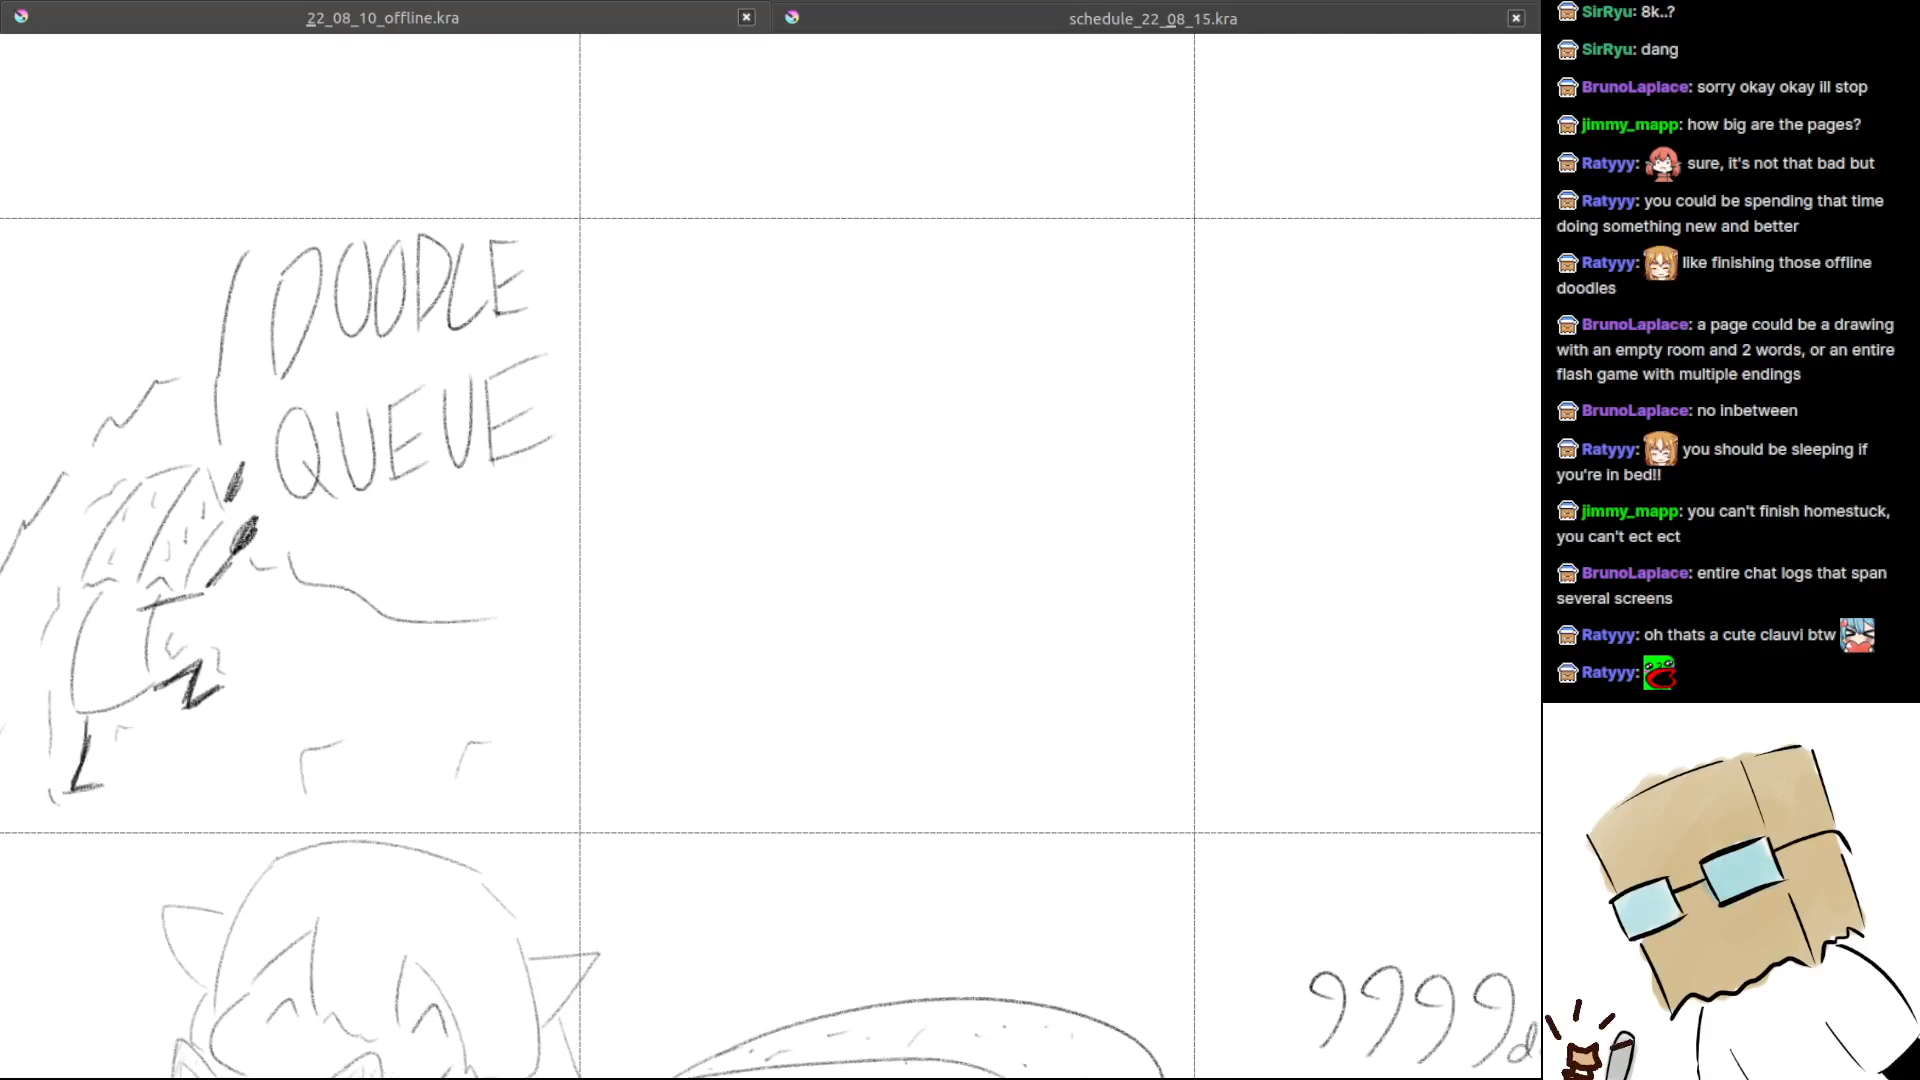 22_08_10_offline.kra
schedule_22_08_15.kra
DOODLE
QUEUE
SirRyu: 8k..?
SirRyu: dang
BrunoLaplace: sorry okay okay ill stop
jimmy_mapp: how big are the pages?
Ratyyy: sure, it's not that bad but
Ratyyy: you could be spending that time
doing something new and better
Ratyyy: like finishing those offline
doodles
BrunoLaplace: a page could be a drawing
with an empty room and 2 words, or an entire
flash game with multiple endings
BrunoLaplace: no inbetween
Ratyyy: you should be sleeping if
you're in bed!!
jimmy_mapp: you can't finish homestuck,
you can't ect ect
BrunoLaplace: entire chat logs that span
several screens
Ratyyy: oh thats a cute clauvi btw
Ratyyy: